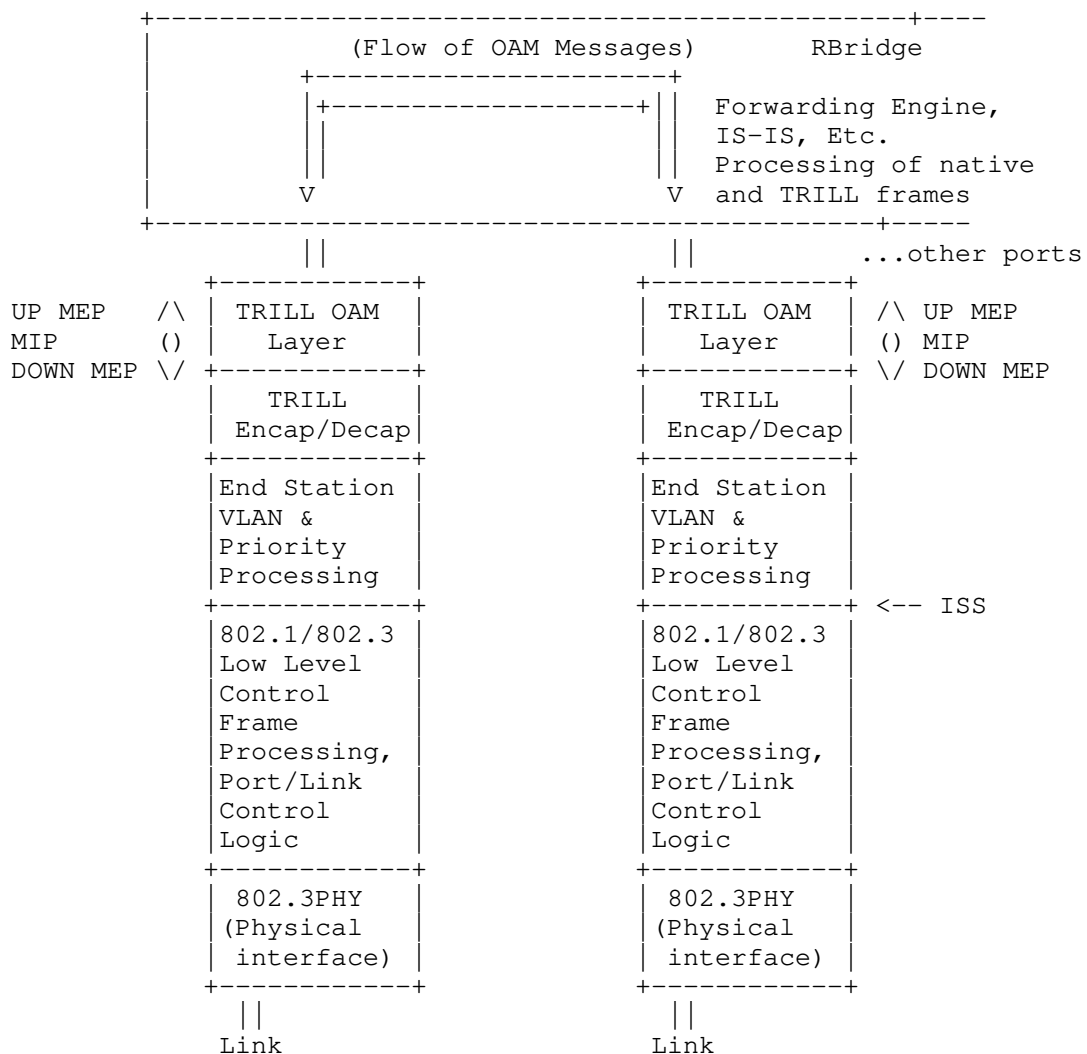 (Flow of OAM Messages) RBridge
Forwarding Engine,
IS-IS, Etc.
Processing of native
V V and TRILL frames
...other ports
UP MEP /\ TRILL OAM TRILL OAM /\ UP MEP
MIP () Layer Layer () MIP
DOWN MEP \/ \/ DOWN MEP
TRILL TRILL
Encap/Decap Encap/Decap
End Station End Station
VLAN & VLAN &
Priority Priority
Processing Processing
<-- ISS
802.1/802.3 802.1/802.3
Low Level Low Level
Control Control
Frame Frame
Processing, Processing,
Port/Link Port/Link
Control Control
Logic Logic
802.3PHY 802.3PHY
(Physical (Physical
interface) interface)
Link Link